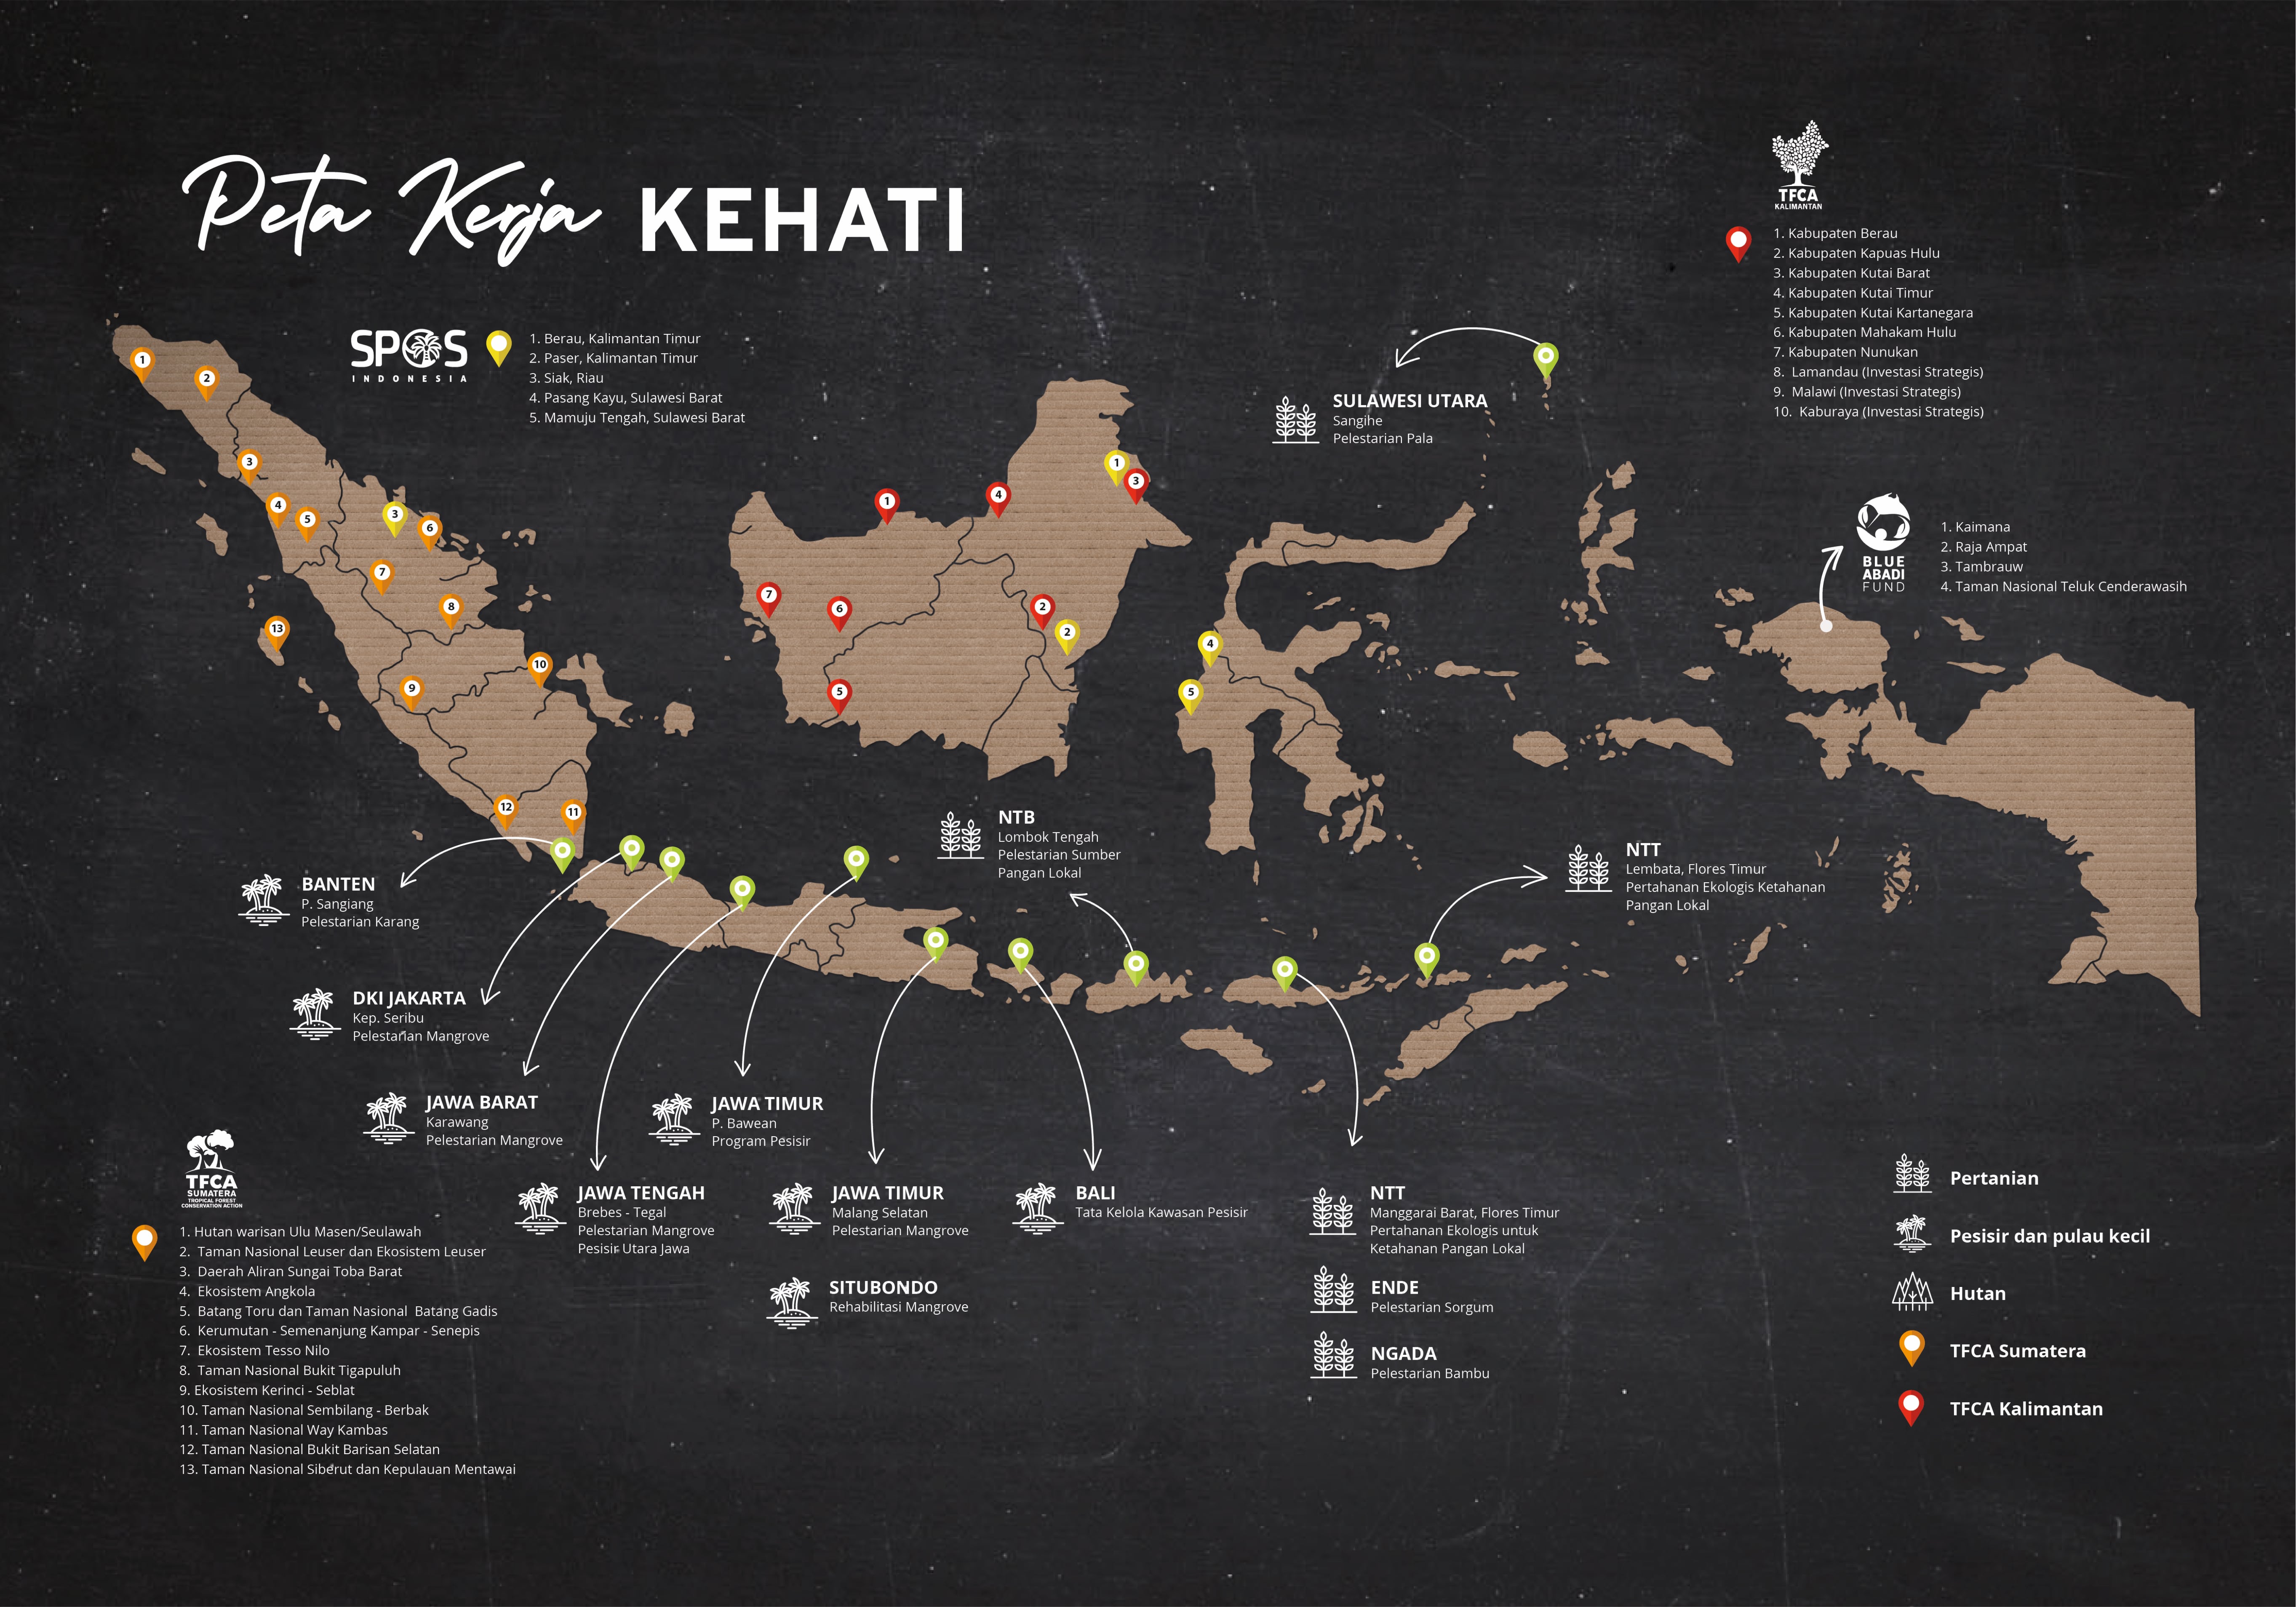 Peta Kerja KEHATI
TFCA
KALIMANTAN
1. Kabupaten Berau
2. Kabupaten Kapuas Hulu
3. Kabupaten Kutai Barat
4. Kabupaten Kutai Timur
5. Kabupaten Kutai Kartanegara
6. Kabupaten Mahakam Hulu
7. Kabupaten Nunukan
8. Lamandau (Investasi Strategis)
9. Malawi (Investasi Strategis)
10. Kaburaya (Investasi Strategis)
SPOS
INDONESIA
1. Berau, Kalimantan Timur
2. Paser, Kalimantan Timur
3. Siak, Riau
4. Pasang Kayu, Sulawesi Barat
5. Mamuju Tengah, Sulawesi Barat
SULAWESI UTARA
Sangihe
Pelestarian Pala
BLUE
ABADI
FUND
1. Kaimana
2. Raja Ampat
3. Tambrauw
4. Taman Nasional Teluk Cenderawasih
1
2
3
4
5
3
6
7
8
13
10
9
12
11
1
4
1
3
7
6
2
2
5
4
5
NTB
Lombok Tengah
Pelestarian Sumber
Pangan Lokal
NTT
Lembata, Flores Timur
Pertahanan Ekologis Ketahanan
Pangan Lokal
BANTEN
P. Sangiang
Pelestarian Karang
DKI JAKARTA
Kep. Seribu
Pelestarian Mangrove
JAWA BARAT
Karawang
Pelestarian Mangrove
JAWA TIMUR
P. Bawean
Program Pesisir
JAWA TENGAH
Brebes - Tegal
Pelestarian Mangrove
Pesisir Utara Jawa
JAWA TIMUR
Malang Selatan
Pelestarian Mangrove
SITUBONDO
Rehabilitasi Mangrove
BALI
Tata Kelola Kawasan Pesisir
NTT
Manggarai Barat, Flores Timur
Pertahanan Ekologis untuk
Ketahanan Pangan Lokal
ENDE
Pelestarian Sorgum
NGADA
Pelestarian Bambu
TFCA
SUMATERA
TROPICAL FOREST
CONSERVATION ACTION
1. Hutan warisan Ulu Masen/Seulawah
2. Taman Nasional Leuser dan Ekosistem Leuser
3. Daerah Aliran Sungai Toba Barat
4. Ekosistem Angkola
5. Batang Toru dan Taman Nasional Batang Gadis
6. Kerumutan - Semenanjung Kampar - Senepis
7. Ekosistem Tesso Nilo
8. Taman Nasional Bukit Tigapuluh
9. Ekosistem Kerinci - Seblat
10. Taman Nasional Sembilang - Berbak
11. Taman Nasional Way Kambas
12. Taman Nasional Bukit Barisan Selatan
13. Taman Nasional Siberut dan Kepulauan Mentawai
Pertanian
Pesisir dan pulau kecil
Hutan
TFCA Sumatera
TFCA Kalimantan